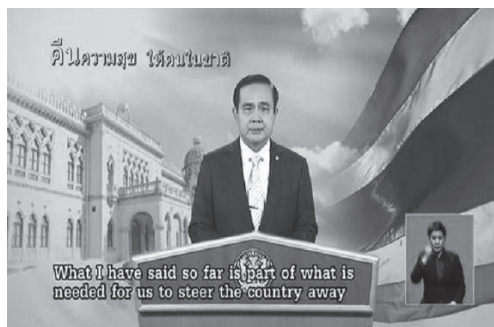 คืนความสุข ให้คนในชาติ
What I have said so far is part of what is
needed for us to steer the country away